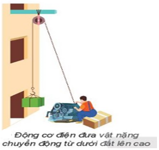 Động cơ điện đưa vật nặng
chuyển động từ dưới đất lên cao